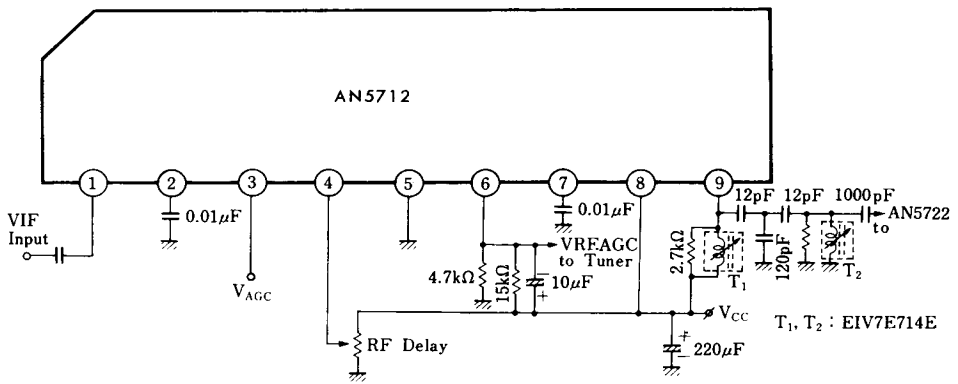 AN5712
1 2 3 4 5 6 7 8 9
VIF
Input
0.01μF
VAGC
4.7kΩ
15kΩ
VRF.AGC
to Tuner
10μF
+
0.01μF
RF Delay
2.7kΩ
T1
12pF 12pF 1000pF
120pF
T2
AN5722
to
VCC
+
220μF
T1, T2 : EIV7E714E